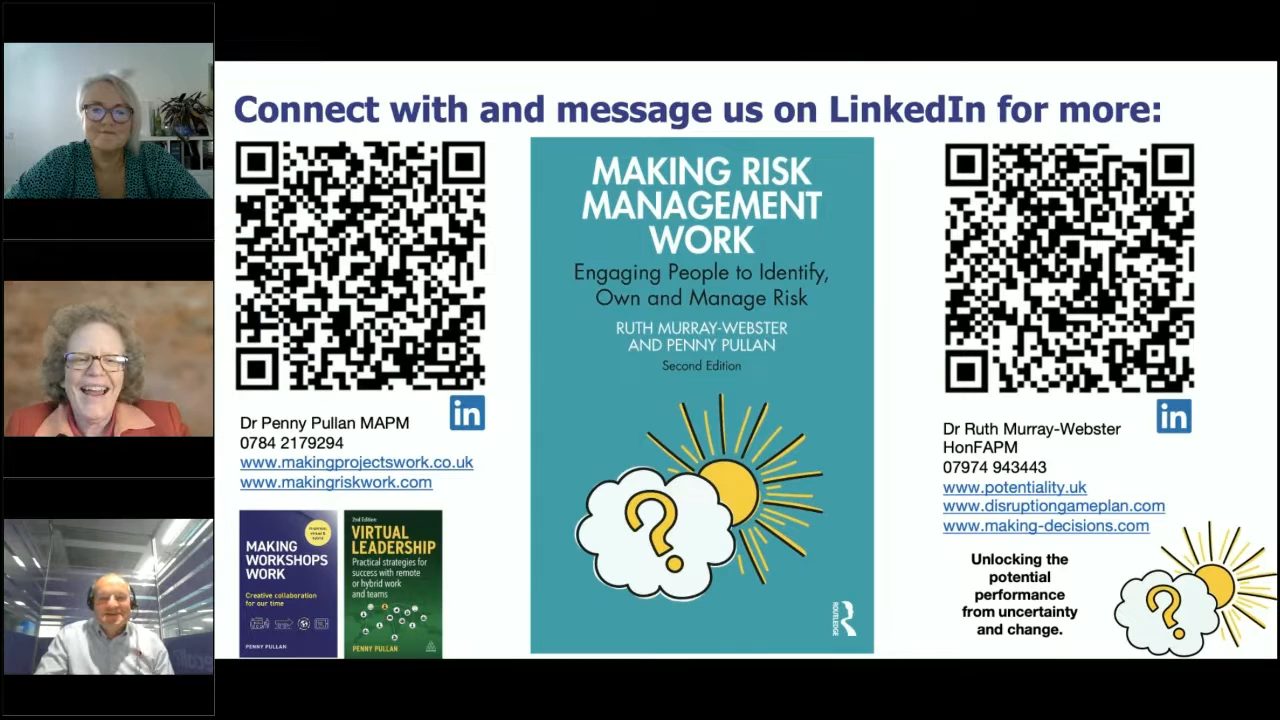 Connect with and message us on LinkedIn for more:
MAKING RISK
MANAGEMENT
WORK
Engaging People to Identify,
Own and Manage Risk
RUTH MURRAY-WEBSTER
AND PENNY PULLAN
Second Edition
ROUTLEDGE
in
Dr Penny Pullan MAPM
0784 2179294
www.makingprojectswork.co.uk
www.makingriskwork.com
MAKING
WORKSHOPS
WORK
Creative collaboration
for our time
PENNY PULLAN
2nd Edition
VIRTUAL
LEADERSHIP
Practical strategies for
success with remote
or hybrid work
and teams
PENNY PULLAN
in
Dr Ruth Murray-Webster
HonFAPM
07974 943443
www.potentiality.uk
www.disruptiongameplan.com
www.making-decisions.com
Unlocking the
potential
performance
from uncertainty
and change.